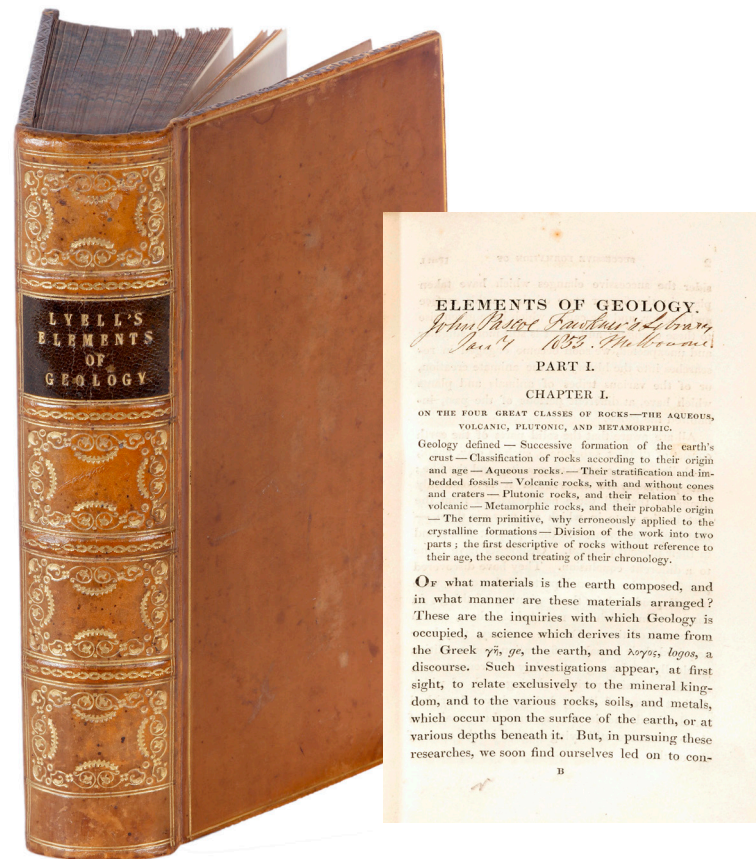 LYELL'S
ELEMENTS
OF
GEOLOGY
ELEMENTS OF GEOLOGY.
John Pascoe Fawkner's Library
Jany 1853. Melbourne.
PART I.
CHAPTER I.
ON THE FOUR GREAT CLASSES OF ROCKS—THE AQUEOUS,
VOLCANIC, PLUTONIC, AND METAMORPHIC.
Geology defined — Successive formation of the earth's
crust — Classification of rocks according to their origin
and age — Aqueous rocks. — Their stratification and im-
bedded fossils — Volcanic rocks, with and without cones
and craters — Plutonic rocks, and their relation to the
volcanic — Metamorphic rocks, and their probable origin
— The term primitive, why erroneously applied to the
crystalline formations — Division of the work into two
parts ; the first descriptive of rocks without reference to
their age, the second treating of their chronology.
OF what materials is the earth composed, and
in what manner are these materials arranged ?
These are the inquiries with which Geology is
occupied, a science which derives its name from
the Greek γῆ, ge, the earth, and λογος, logos, a
discourse. Such investigations appear, at first
sight, to relate exclusively to the mineral king-
dom, and to the various rocks, soils, and metals,
which occur upon the surface of the earth, or at
various depths beneath it. But, in pursuing these
researches, we soon find ourselves led on to con-
B